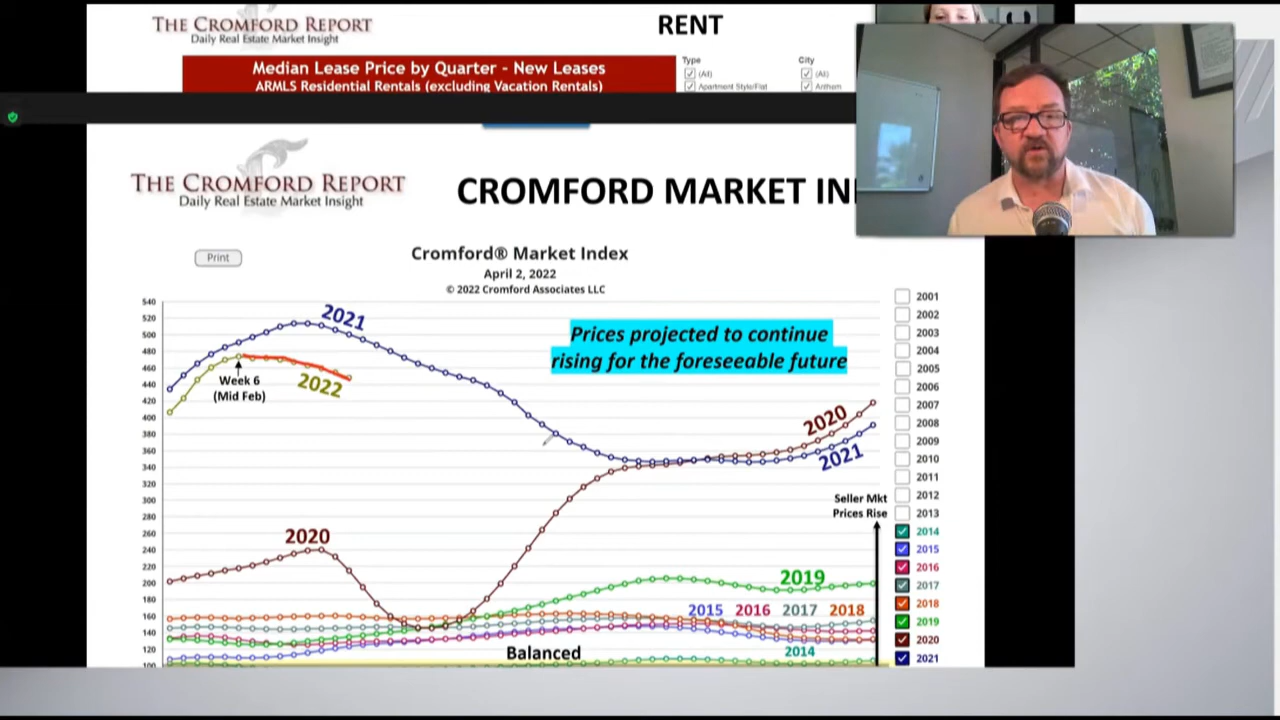 THE CROMFORD REPORT
Daily Real Estate Market Insight
RENT
Median Lease Price by Quarter - New Leases
ARMLS Residential Rentals (excluding Vacation Rentals)
Type
(All)
Apartment Style/Flat
City
(All)
Anthem
THE CROMFORD REPORT
Daily Real Estate Market Insight
CROMFORD MARKET IN
Print
Cromford® Market Index
April 2, 2022
© 2022 Cromford Associates LLC
540
520
500
480
460
440
420
400
380
360
340
320
300
280
260
240
220
200
180
160
140
120
100
2021
Prices projected to continue
rising for the foreseeable future
Week 6
(Mid Feb)
2022
2020
2021
Seller Mkt
Prices Rise
2020
2019
2015 2016 2017 2018
Balanced
2014
2001
2002
2003
2004
2005
2006
2007
2008
2009
2010
2011
2012
2013
2014
2015
2016
2017
2018
2019
2020
2021